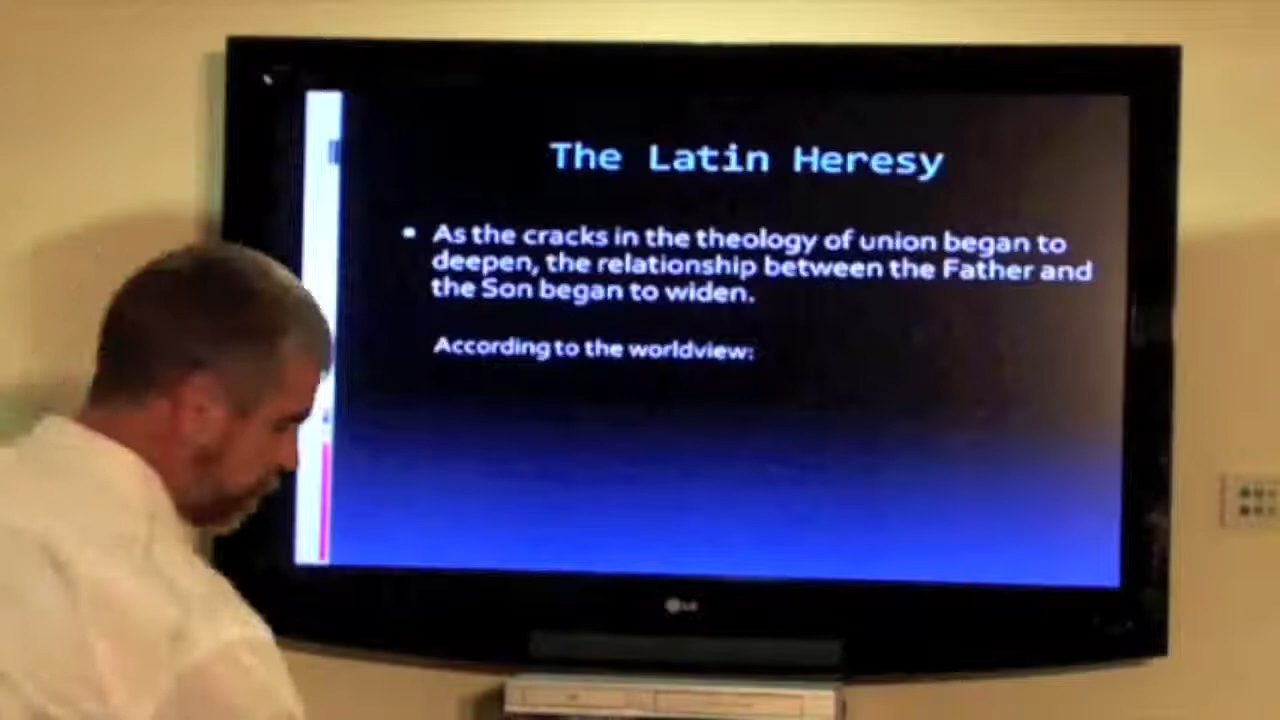 The Latin Heresy
▪ As the cracks in the theology of union began to
deepen, the relationship between the Father and
the Son began to widen.
According to the worldview:
LG